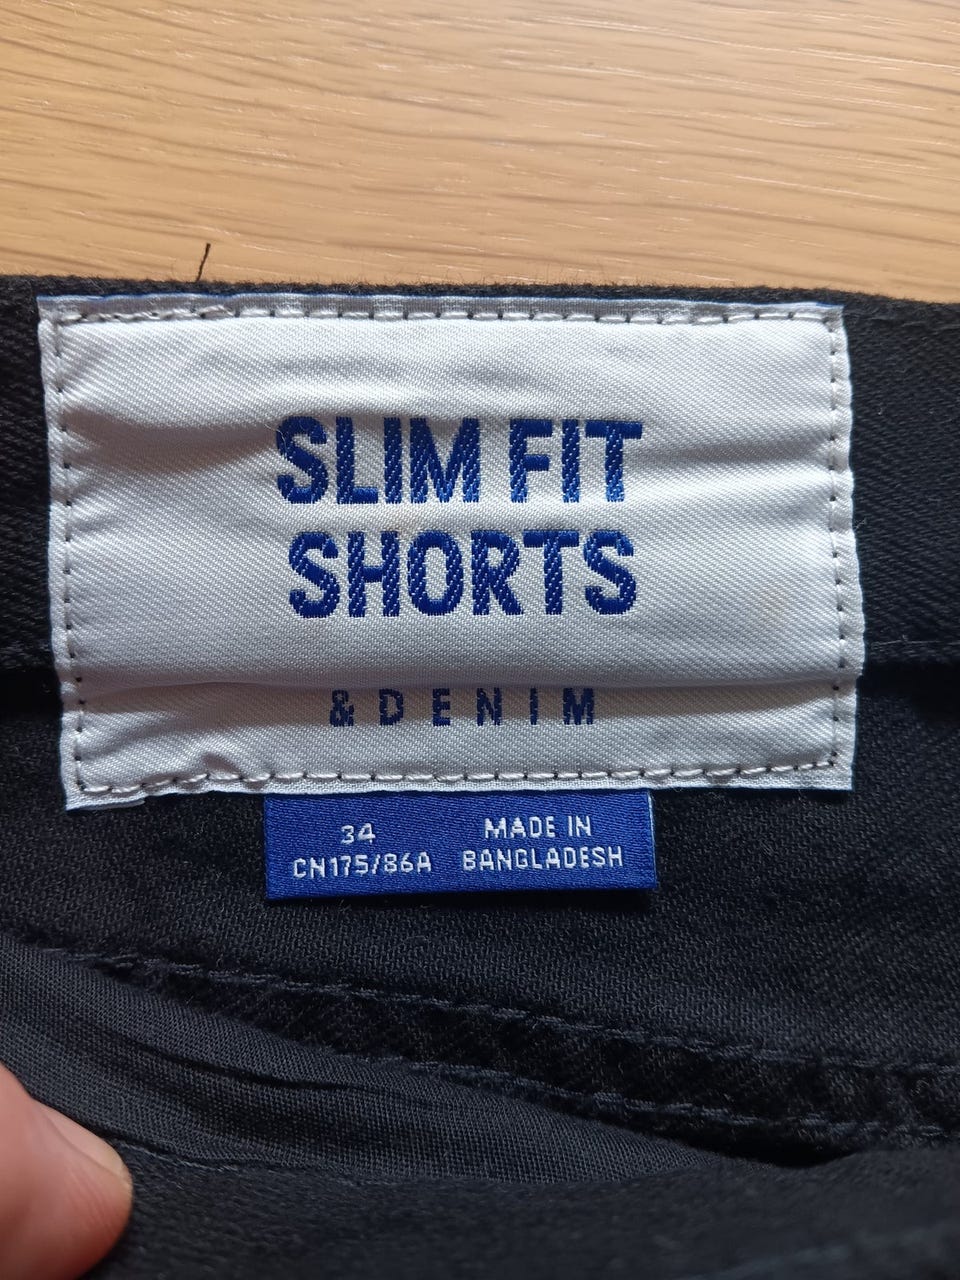 SLIM FIT
SHORTS
& DENIM
34
CN175/86A
MADE IN
BANGLADESH